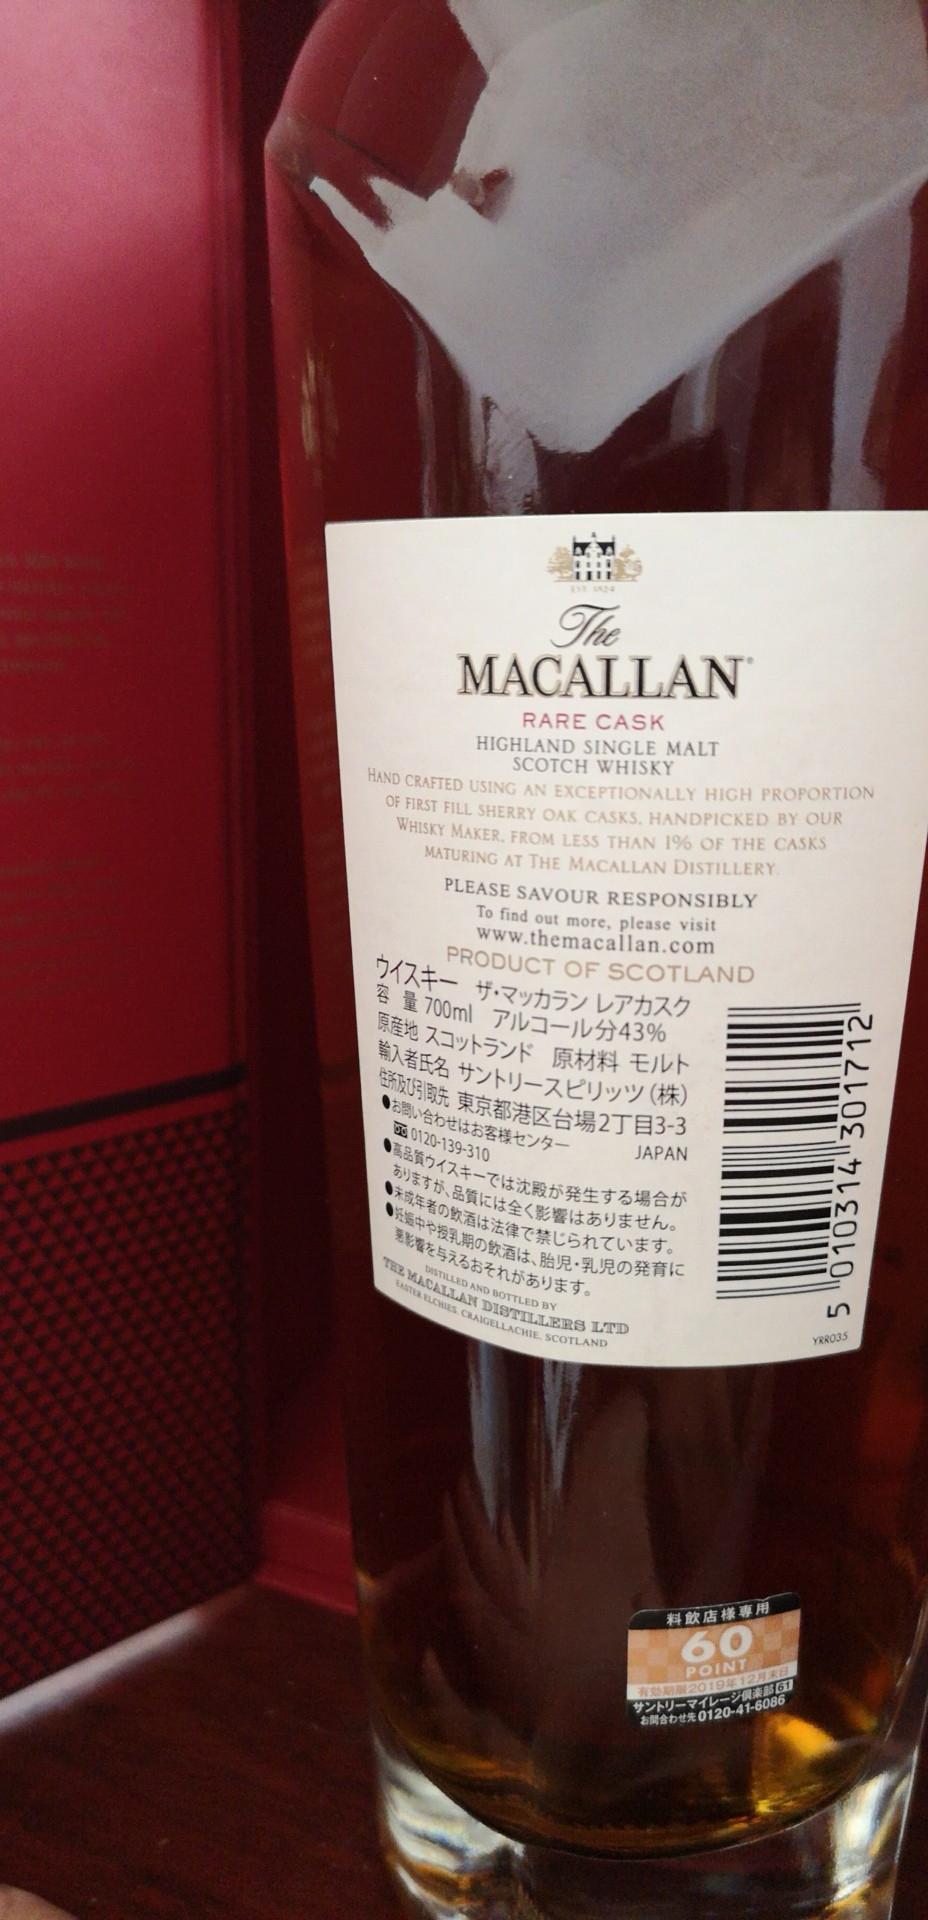 EST. 1824
The
MACALLAN®
RARE CASK
HIGHLAND SINGLE MALT
SCOTCH WHISKY
HAND CRAFTED USING AN EXCEPTIONALLY HIGH PROPORTION
OF FIRST FILL SHERRY OAK CASKS, HANDPICKED BY OUR
WHISKY MAKER, FROM LESS THAN 1% OF THE CASKS
MATURING AT THE MACALLAN DISTILLERY.
PLEASE SAVOUR RESPONSIBLY
To find out more, please visit
www.themacallan.com
PRODUCT OF SCOTLAND
ウイスキー ザ・マッカラン レアカスク
容 量 700ml アルコール分43%
原産地 スコットランド 原材料 モルト
輸入者氏名 サントリースピリッツ(株)
住所及び引取先 東京都港区台場2丁目3-3
●お問い合わせはお客様センター
0120-139-310 JAPAN
●高品質ウイスキーでは沈殿が発生する場合が
ありますが、品質には全く影響はありません。
●未成年者の飲酒は法律で禁じられています。
●妊娠中や授乳期の飲酒は、胎児・乳児の発育に
悪影響を与えるおそれがあります。
DISTILLED AND BOTTLED BY
THE MACALLAN DISTILLERS LTD
EASTER ELCHIES, CRAIGELLACHIE, SCOTLAND
5 010314 301712
YRR035
料飲店様専用
60
POINT
有効期限2019年12月末日
サントリーマイレージ倶楽部 61
お問合わせ先 0120-41-6086